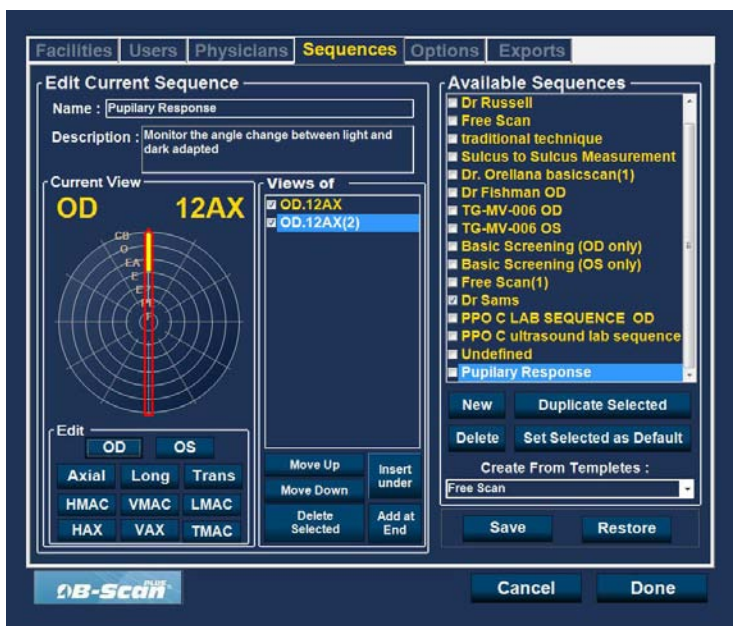 Facilities Users Physicians Sequences Options Exports
Edit Current Sequence
Name : Pupilary Response
Description : Monitor the angle change between light and
dark adapted
Current View
OD 12AX
CB
O
EA
E
Views of
OD.12AX
OD.12AX(2)
Edit
OD OS
Axial Long Trans
HMAC VMAC LMAC
HAX VAX TMAC
Move Up
Move Down
Delete
Selected
Insert
under
Add at
End
Available Sequences
Dr Russell
Free Scan
traditional technique
Sulcus to Sulcus Measurement
Dr. Orellana basicscan(1)
Dr Fishman OD
TG-MV-006 OD
TG-MV-006 OS
Basic Screening (OD only)
Basic Screening (OS only)
Free Scan(1)
Dr Sams
PPO C LAB SEQUENCE OD
PPO C ultrasound lab sequence
Undefined
Pupilary Response
New Duplicate Selected
Delete Set Selected as Default
Create From Templetes :
Free Scan
Save Restore
B-Scan PLUS
Cancel Done